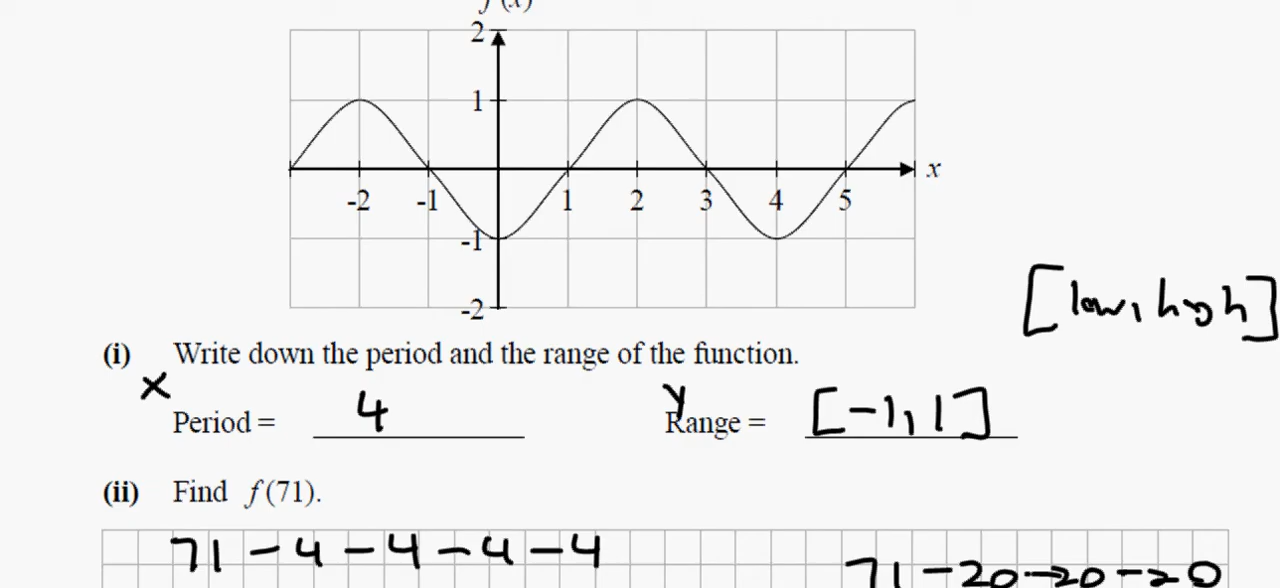 f(x)
2
1
x
-2 -1 1 2 3 4 5
-1
-2
[low, high]
(i) Write down the period and the range of the function.
x y
Period = 4 Range = [-1, 1]
(ii) Find f(71).
71 - 4 - 4 - 4 - 4
71 - 20 - 20 - 20